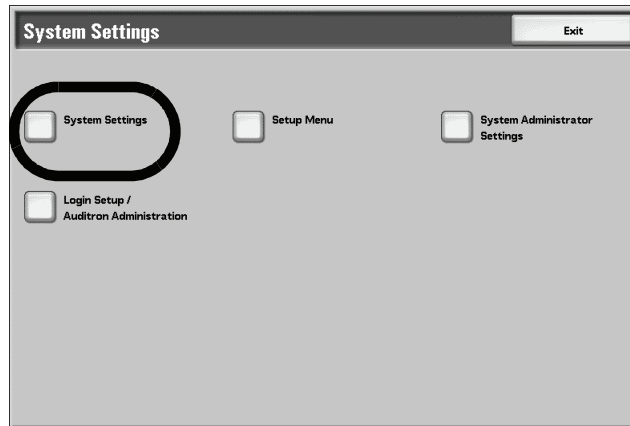 System Settings
Exit
System Settings
Setup Menu
System Administrator
Settings
Login Setup /
Auditron Administration